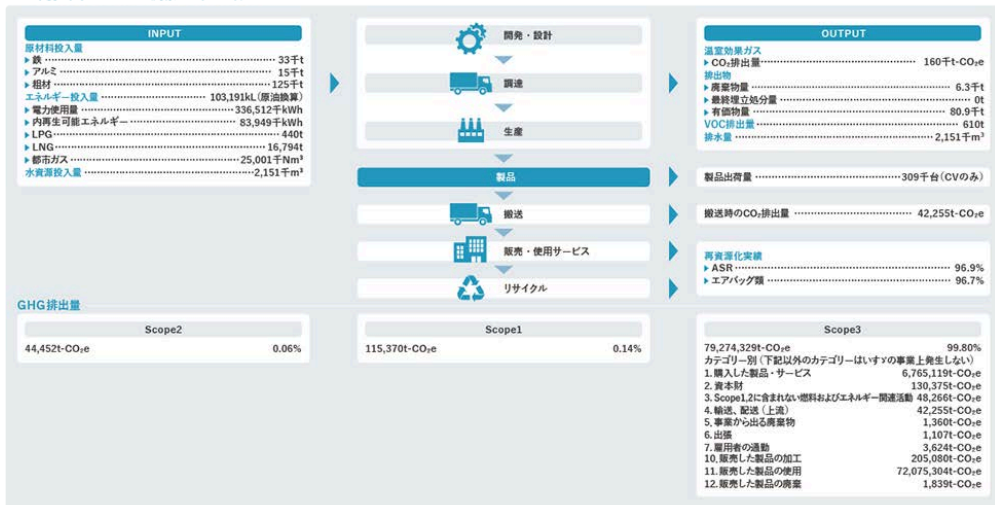 INPUT
原材料投入量
鉄 33千t
アルミ 15千t
粗材 125千t
エネルギー投入量 103,191kL(原油換算)
電力使用量 336,512千kWh
内再生可能エネルギー 83,949千kWh
LPG 440t
LNG 16,794t
都市ガス 25,001千Nm³
水資源投入量 2,151千m³
開発・設計
調達
生産
製品
搬送
販売・使用サービス
リサイクル
OUTPUT
温室効果ガス
CO₂排出量 160千t-CO₂e
排出物
廃棄物量 6.3千t
最終埋立処分量 0t
有価物量 80.9千t
VOC排出量 610t
排水量 2,151千m³
製品出荷量 309千台(CVのみ)
搬送時のCO₂排出量 42,255t-CO₂e
再資源化実績
ASR 96.9%
エアバッグ類 96.7%
GHG排出量
Scope2
44,452t-CO₂e 0.06%
Scope1
115,370t-CO₂e 0.14%
Scope3
79,274,329t-CO₂e 99.80%
カテゴリー別(下記以外のカテゴリーはいすゞの事業上発生しない)
1.購入した製品・サービス 6,765,119t-CO₂e
2.資本財 130,375t-CO₂e
3.Scope1,2に含まれない燃料およびエネルギー関連活動 48,266t-CO₂e
4.輸送、配送(上流) 42,255t-CO₂e
5.事業から出る廃棄物 1,360t-CO₂e
6.出張 1,107t-CO₂e
7.雇用者の通勤 3,624t-CO₂e
10.販売した製品の加工 205,080t-CO₂e
11.販売した製品の使用 72,075,304t-CO₂e
12.販売した製品の廃棄 1,839t-CO₂e